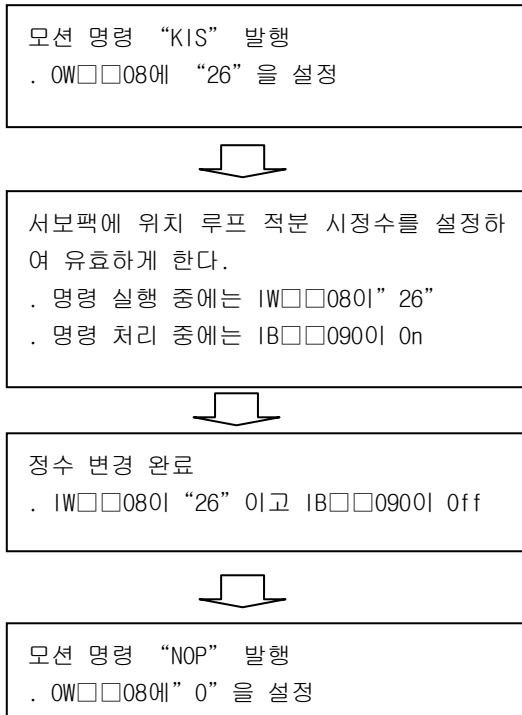 모션 명령 “KIS” 발행
. OW□□08에 “26”을 설정
서보팩에 위치 루프 적분 시정수를 설정하
여 유효하게 한다.
. 명령 실행 중에는 IW□□08이”26”
. 명령 처리 중에는 IB□□090이 On
정수 변경 완료
. IW□□08이 “26”이고 IB□□090이 Off
모션 명령 “NOP” 발행
. OW□□08에”0”을 설정